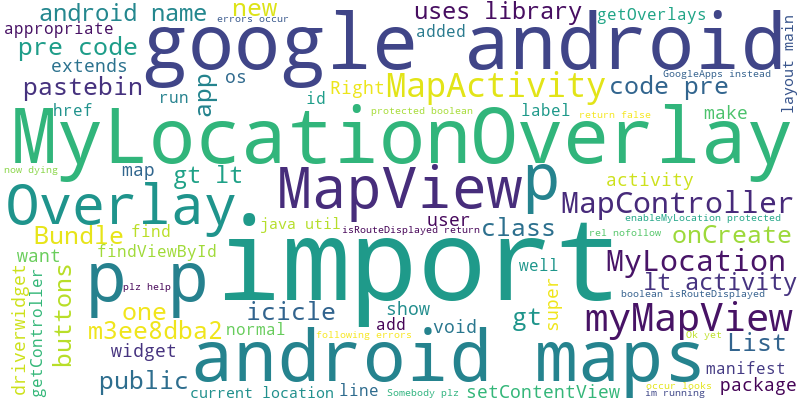 android name
new
errors occur
uses library
getOverlays
appropriate
pre code
google android
added
layout main
extends
os
GoogleApps instead
pastebin
app
Right
MapActivity
code pre
href
run
id
protected boolean
label
return false
make
MyLocationOverlay
now dying
map
gt lt
MapView
p
activity
Overlay
MapController
user
enableMyLocation protected
Bundle
find
java util
isRouteDisplayed return
class
rel nofollow
onCreate
want
findViewById
import
well
MyLocation
driverwidget
getController
buttons
p p
plz help
super
boolean isRouteDisplayed
lt activity
one
icicle
show
gt
myMapView
m3ee8dba2
normal
add
void
following errors
Ok yet
List
widget
android maps
manifest
public
current location
line
Somebody plz
setContentView
occur looks
im running
package